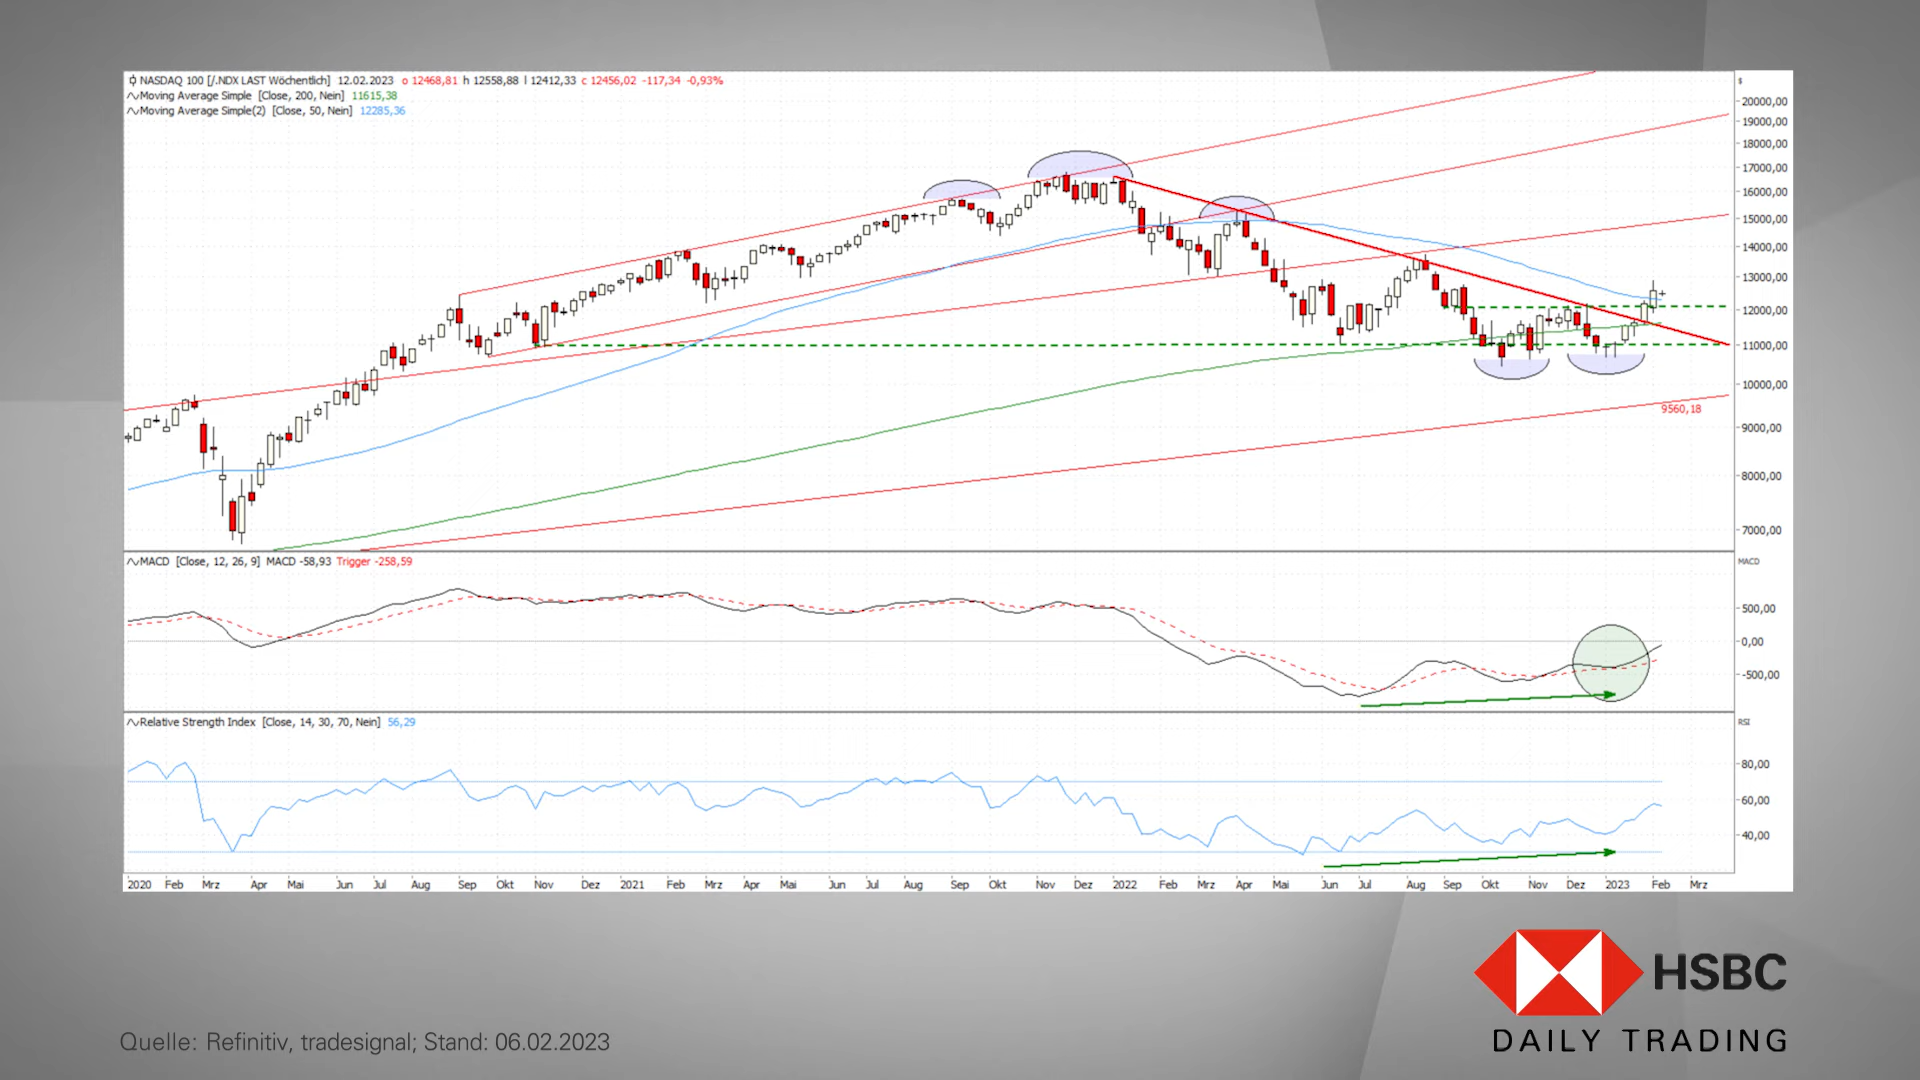 NASDAQ 100 [/.NDX LAST Wöchentlich] 12.02.2023 o 12468,81 h 12558,88 l 12412,33 c 12456,02 -117,34 -0,93%
Moving Average Simple [Close, 200, Nein] 11615,38
Moving Average Simple(2) [Close, 50, Nein] 12285,36
$
20000,00
19000,00
18000,00
17000,00
16000,00
15000,00
14000,00
13000,00
12000,00
11000,00
10000,00
9560,18
9000,00
8000,00
7000,00
MACD [Close, 12, 26, 9] MACD -58,93 Trigger -258,59
MACD
500,00
0,00
-500,00
Relative Strength Index [Close, 14, 30, 70, Nein] 56,29
RSI
80,00
60,00
40,00
2020 Feb Mrz Apr Mai Jun Jul Aug Sep Okt Nov Dez 2021 Feb Mrz Apr Mai Jun Jul Aug Sep Okt Nov Dez 2022 Feb Mrz Apr Mai Jun Jul Aug Sep Okt Nov Dez 2023 Feb Mrz
HSBC
DAILY TRADING
Quelle: Refinitiv, tradesignal; Stand: 06.02.2023